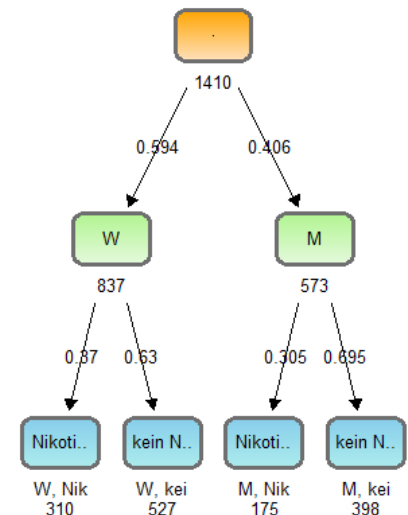 .
1410
0.594 0.406
W M
837 573
0.37 0.63 0.305 0.695
Nikoti.. kein N.. Nikoti.. kein N..
W, Nik W, kei M, Nik M, kei
310 527 175 398